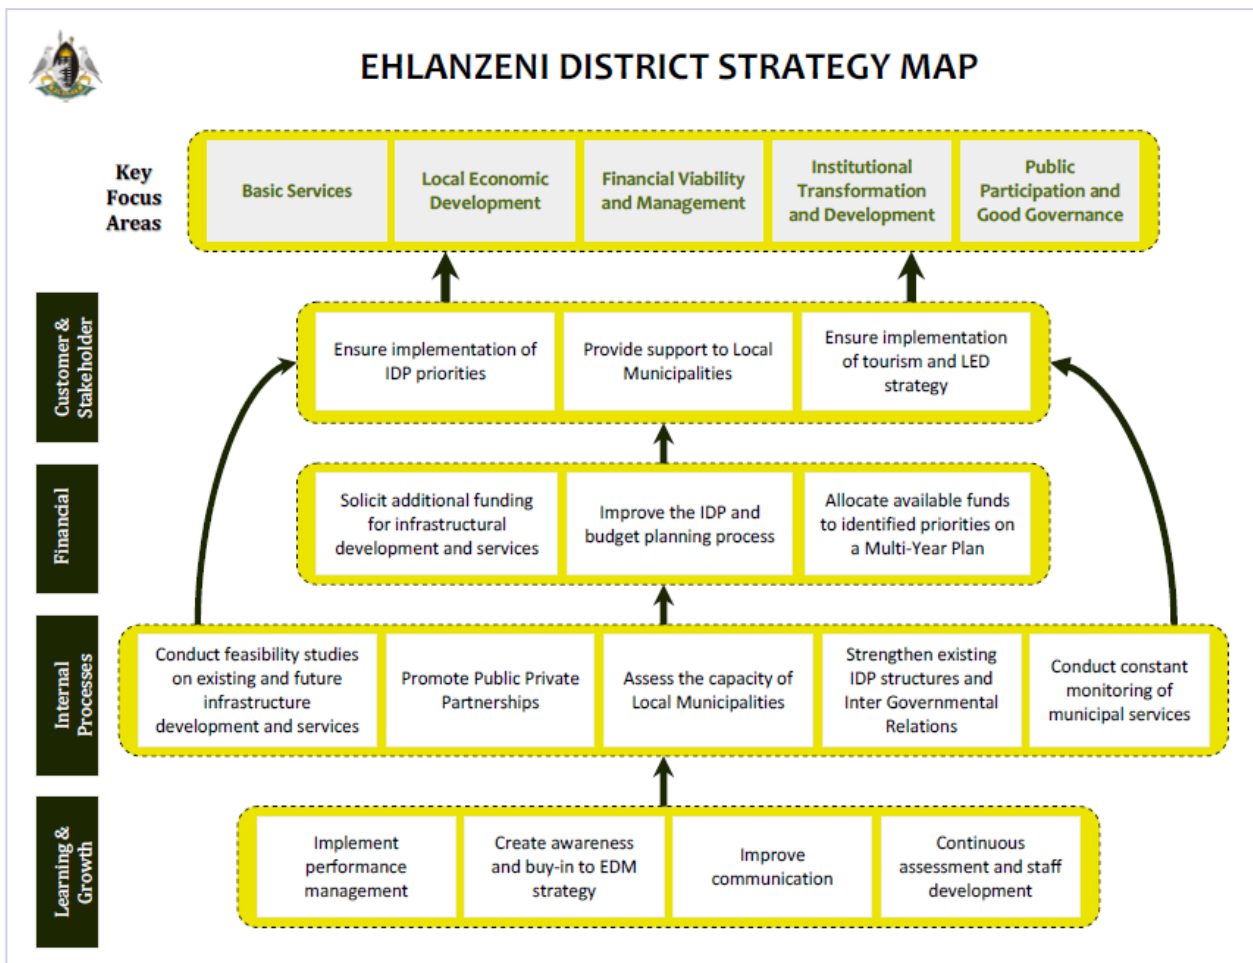 EHLANZENI DISTRICT STRATEGY MAP
Key
Focus
Areas
Basic Services
Local Economic
Development
Financial Viability
and Management
Institutional
Transformation
and Development
Public
Participation and
Good Governance
Customer &
Stakeholder
Ensure implementation of
IDP priorities
Provide support to Local
Municipalities
Ensure implementation
of tourism and LED
strategy
Financial
Solicit additional funding
for infrastructural
development and services
Improve the IDP and
budget planning process
Allocate available funds
to identified priorities on
a Multi-Year Plan
Internal
Processes
Conduct feasibility studies
on existing and future
infrastructure
development and services
Promote Public Private
Partnerships
Assess the capacity of
Local Municipalities
Strengthen existing
IDP structures and
Inter Governmental
Relations
Conduct constant
monitoring of
municipal services
Learning &
Growth
Implement
performance
management
Create awareness
and buy-in to EDM
strategy
Improve
communication
Continuous
assessment and staff
development